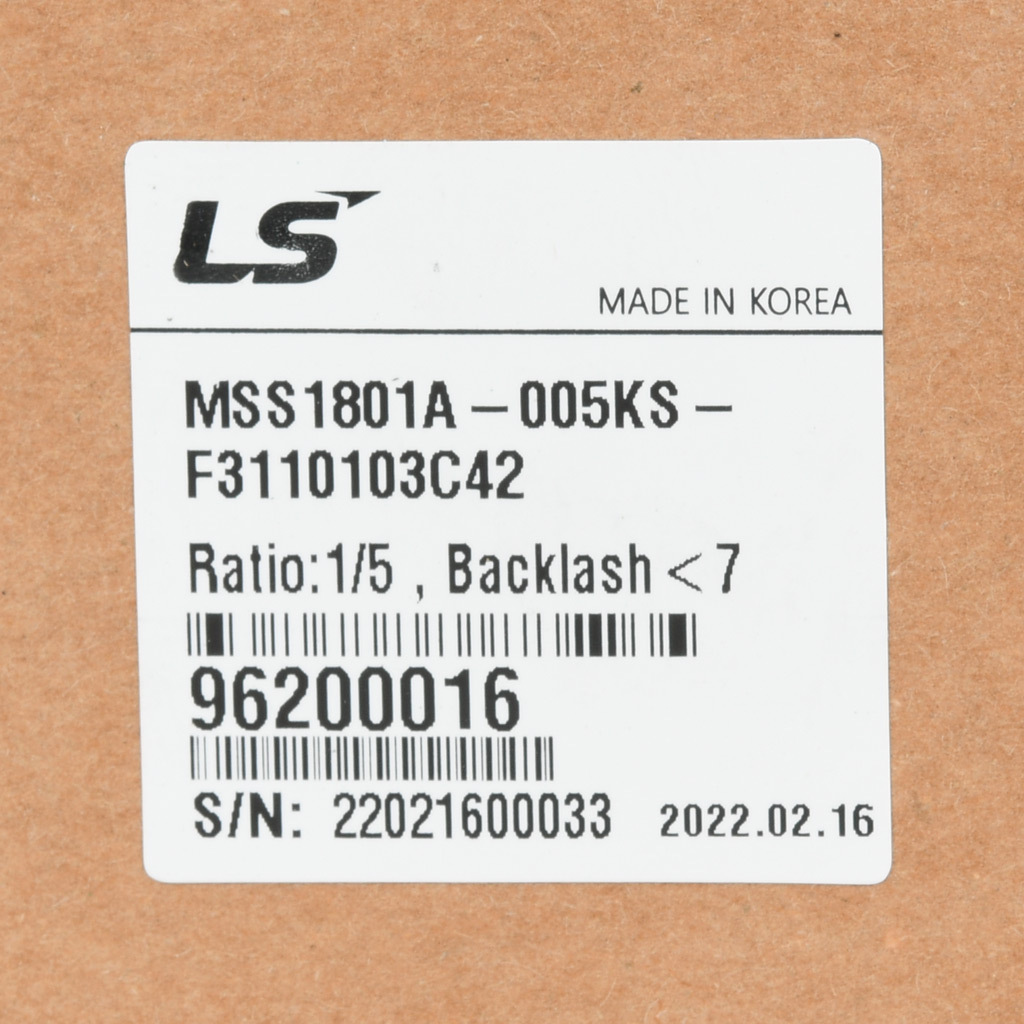 LS
MADE IN KOREA
MSS1801A-005KS-
F3110103C42
Ratio:1/5 , Backlash<7
96200016
S/N: 22021600033 2022.02.16